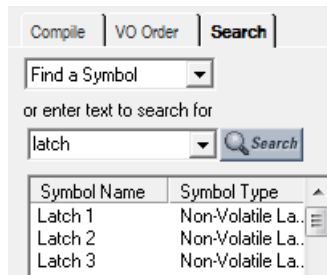 Compile VO Order Search
Find a Symbol
or enter text to search for
latch Search
Symbol Name Symbol Type
Latch 1 Non-Volatile La..
Latch 2 Non-Volatile La..
Latch 3 Non-Volatile La..